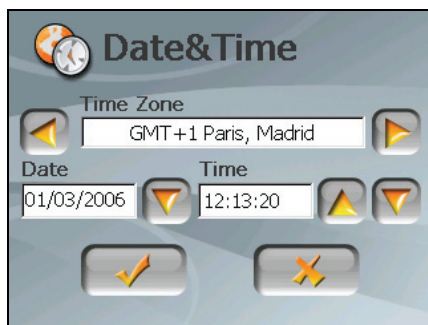 Date&Time
Time Zone
GMT+1 Paris, Madrid
Date Time
01/03/2006 12:13:20